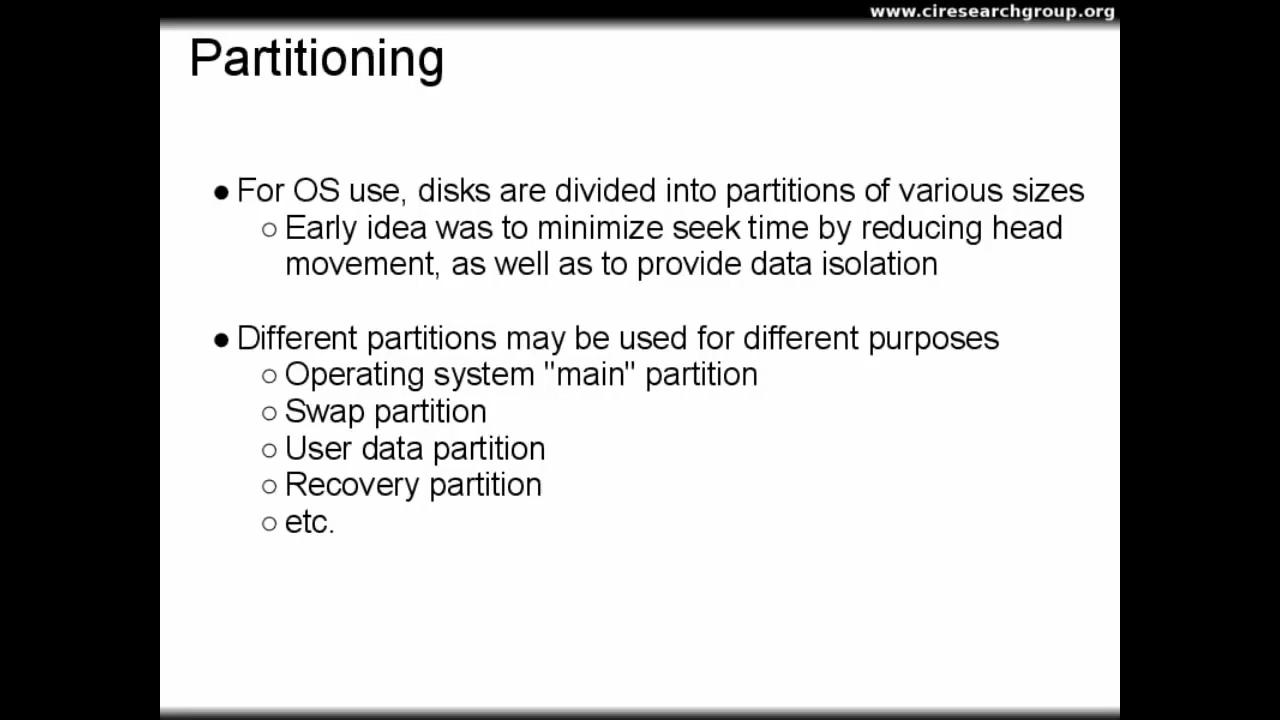 www.ciresearchgroup.org
Partitioning
● For OS use, disks are divided into partitions of various sizes
○ Early idea was to minimize seek time by reducing head
movement, as well as to provide data isolation
● Different partitions may be used for different purposes
○ Operating system "main" partition
○ Swap partition
○ User data partition
○ Recovery partition
○ etc.